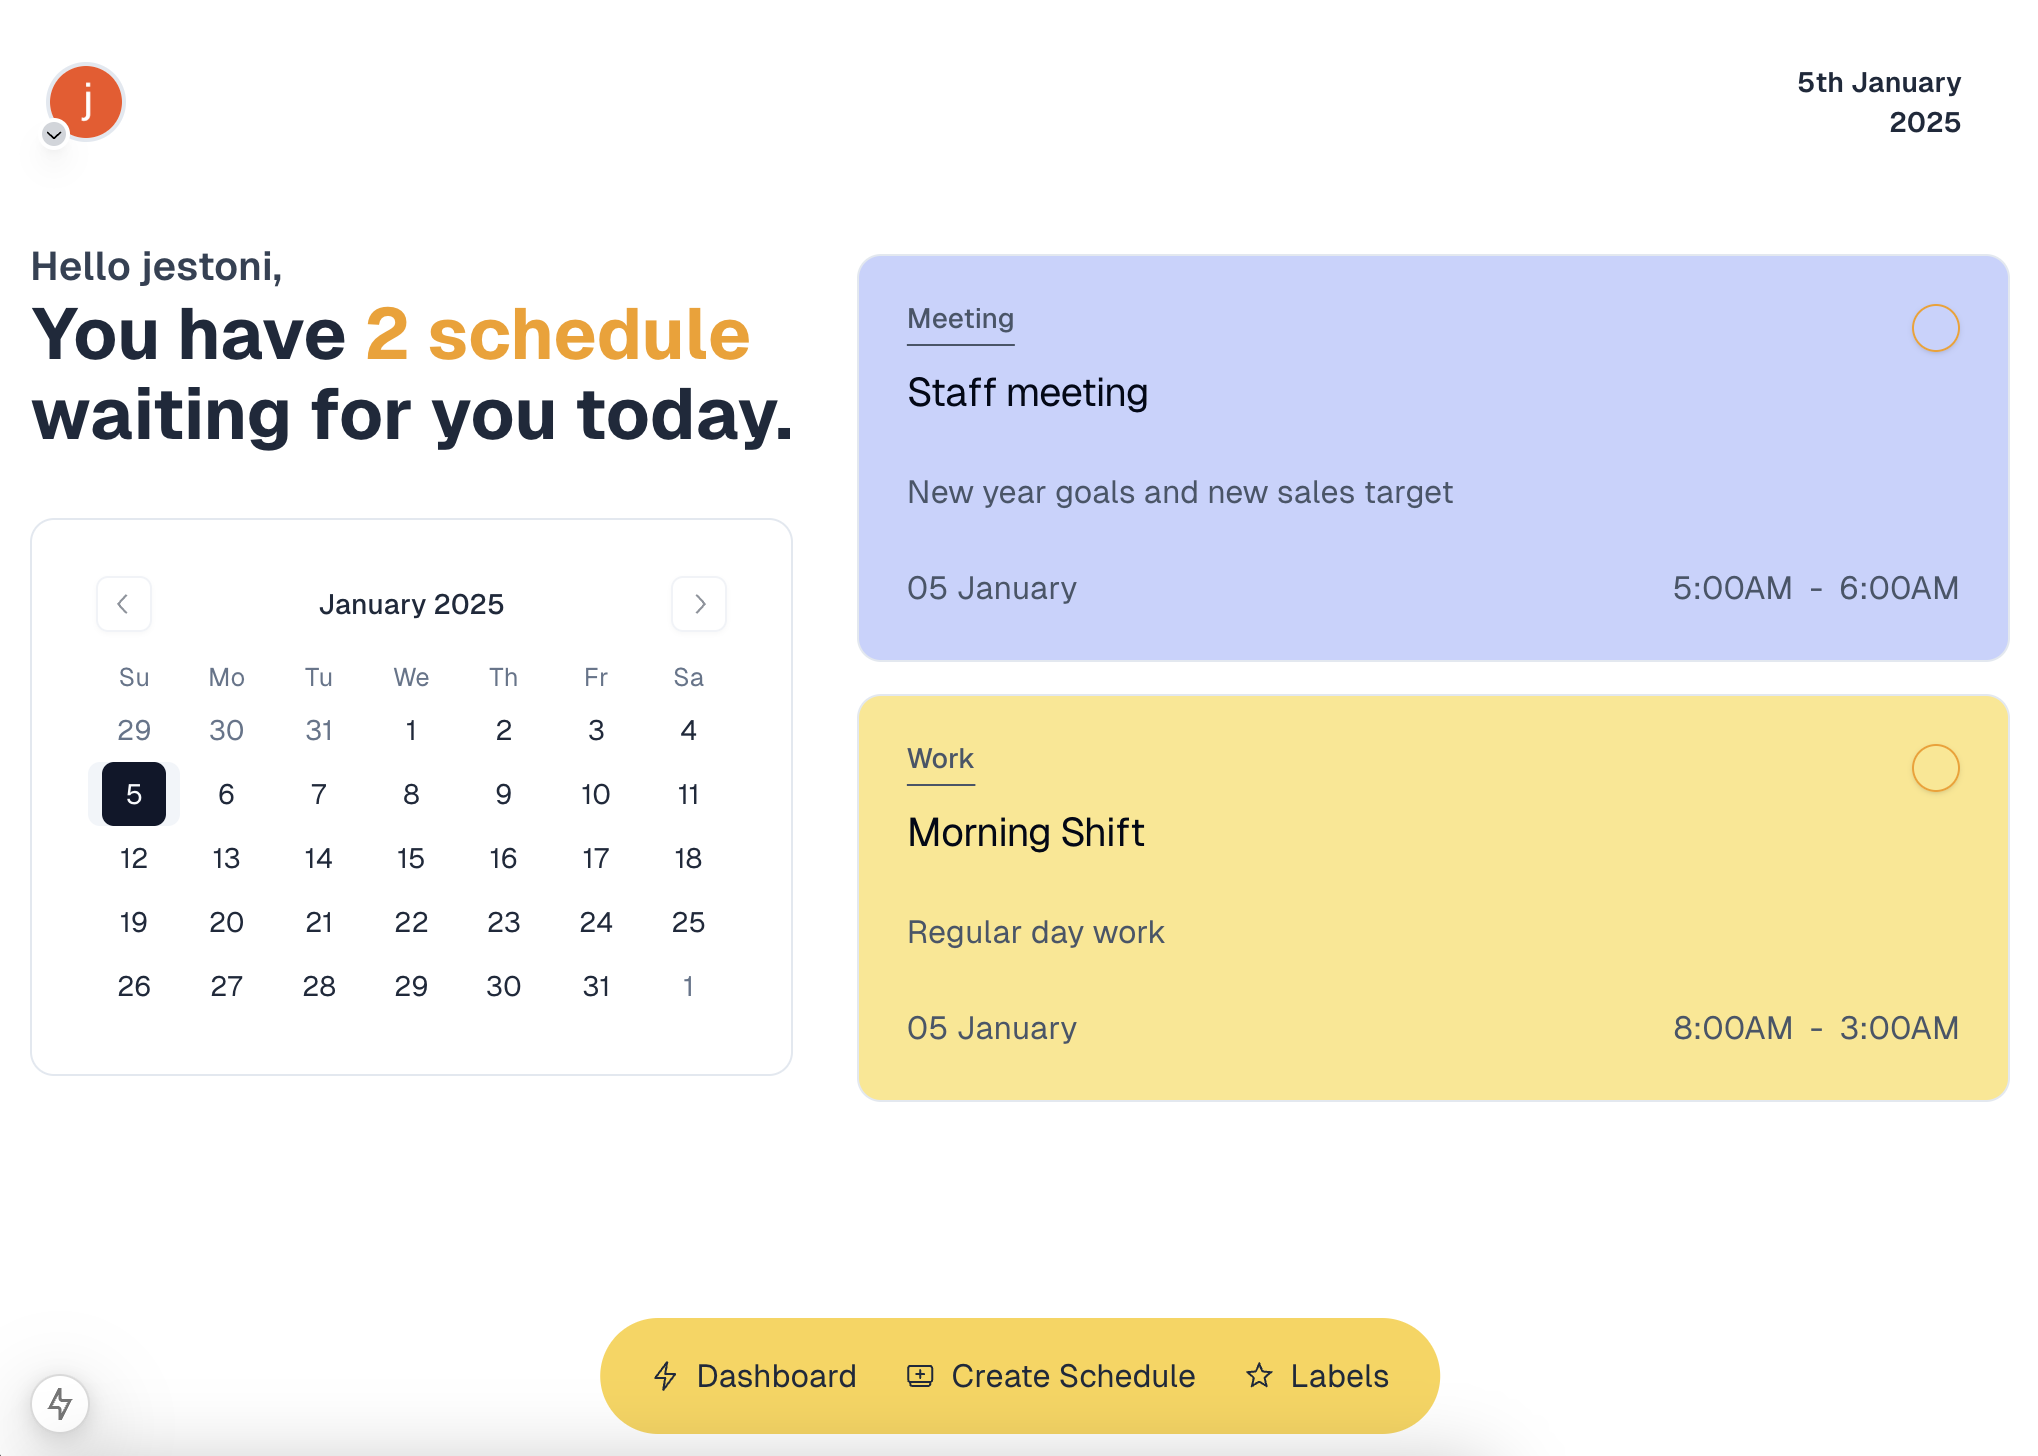 j
5th January
2025
Hello jestoni,
You have 2 schedule
waiting for you today.
January 2025
Su Mo Tu We Th Fr Sa
29 30 31 1 2 3 4
5 6 7 8 9 10 11
12 13 14 15 16 17 18
19 20 21 22 23 24 25
26 27 28 29 30 31 1
Meeting
Staff meeting
New year goals and new sales target
05 January 5:00AM - 6:00AM
Work
Morning Shift
Regular day work
05 January 8:00AM - 3:00AM
Dashboard Create Schedule Labels